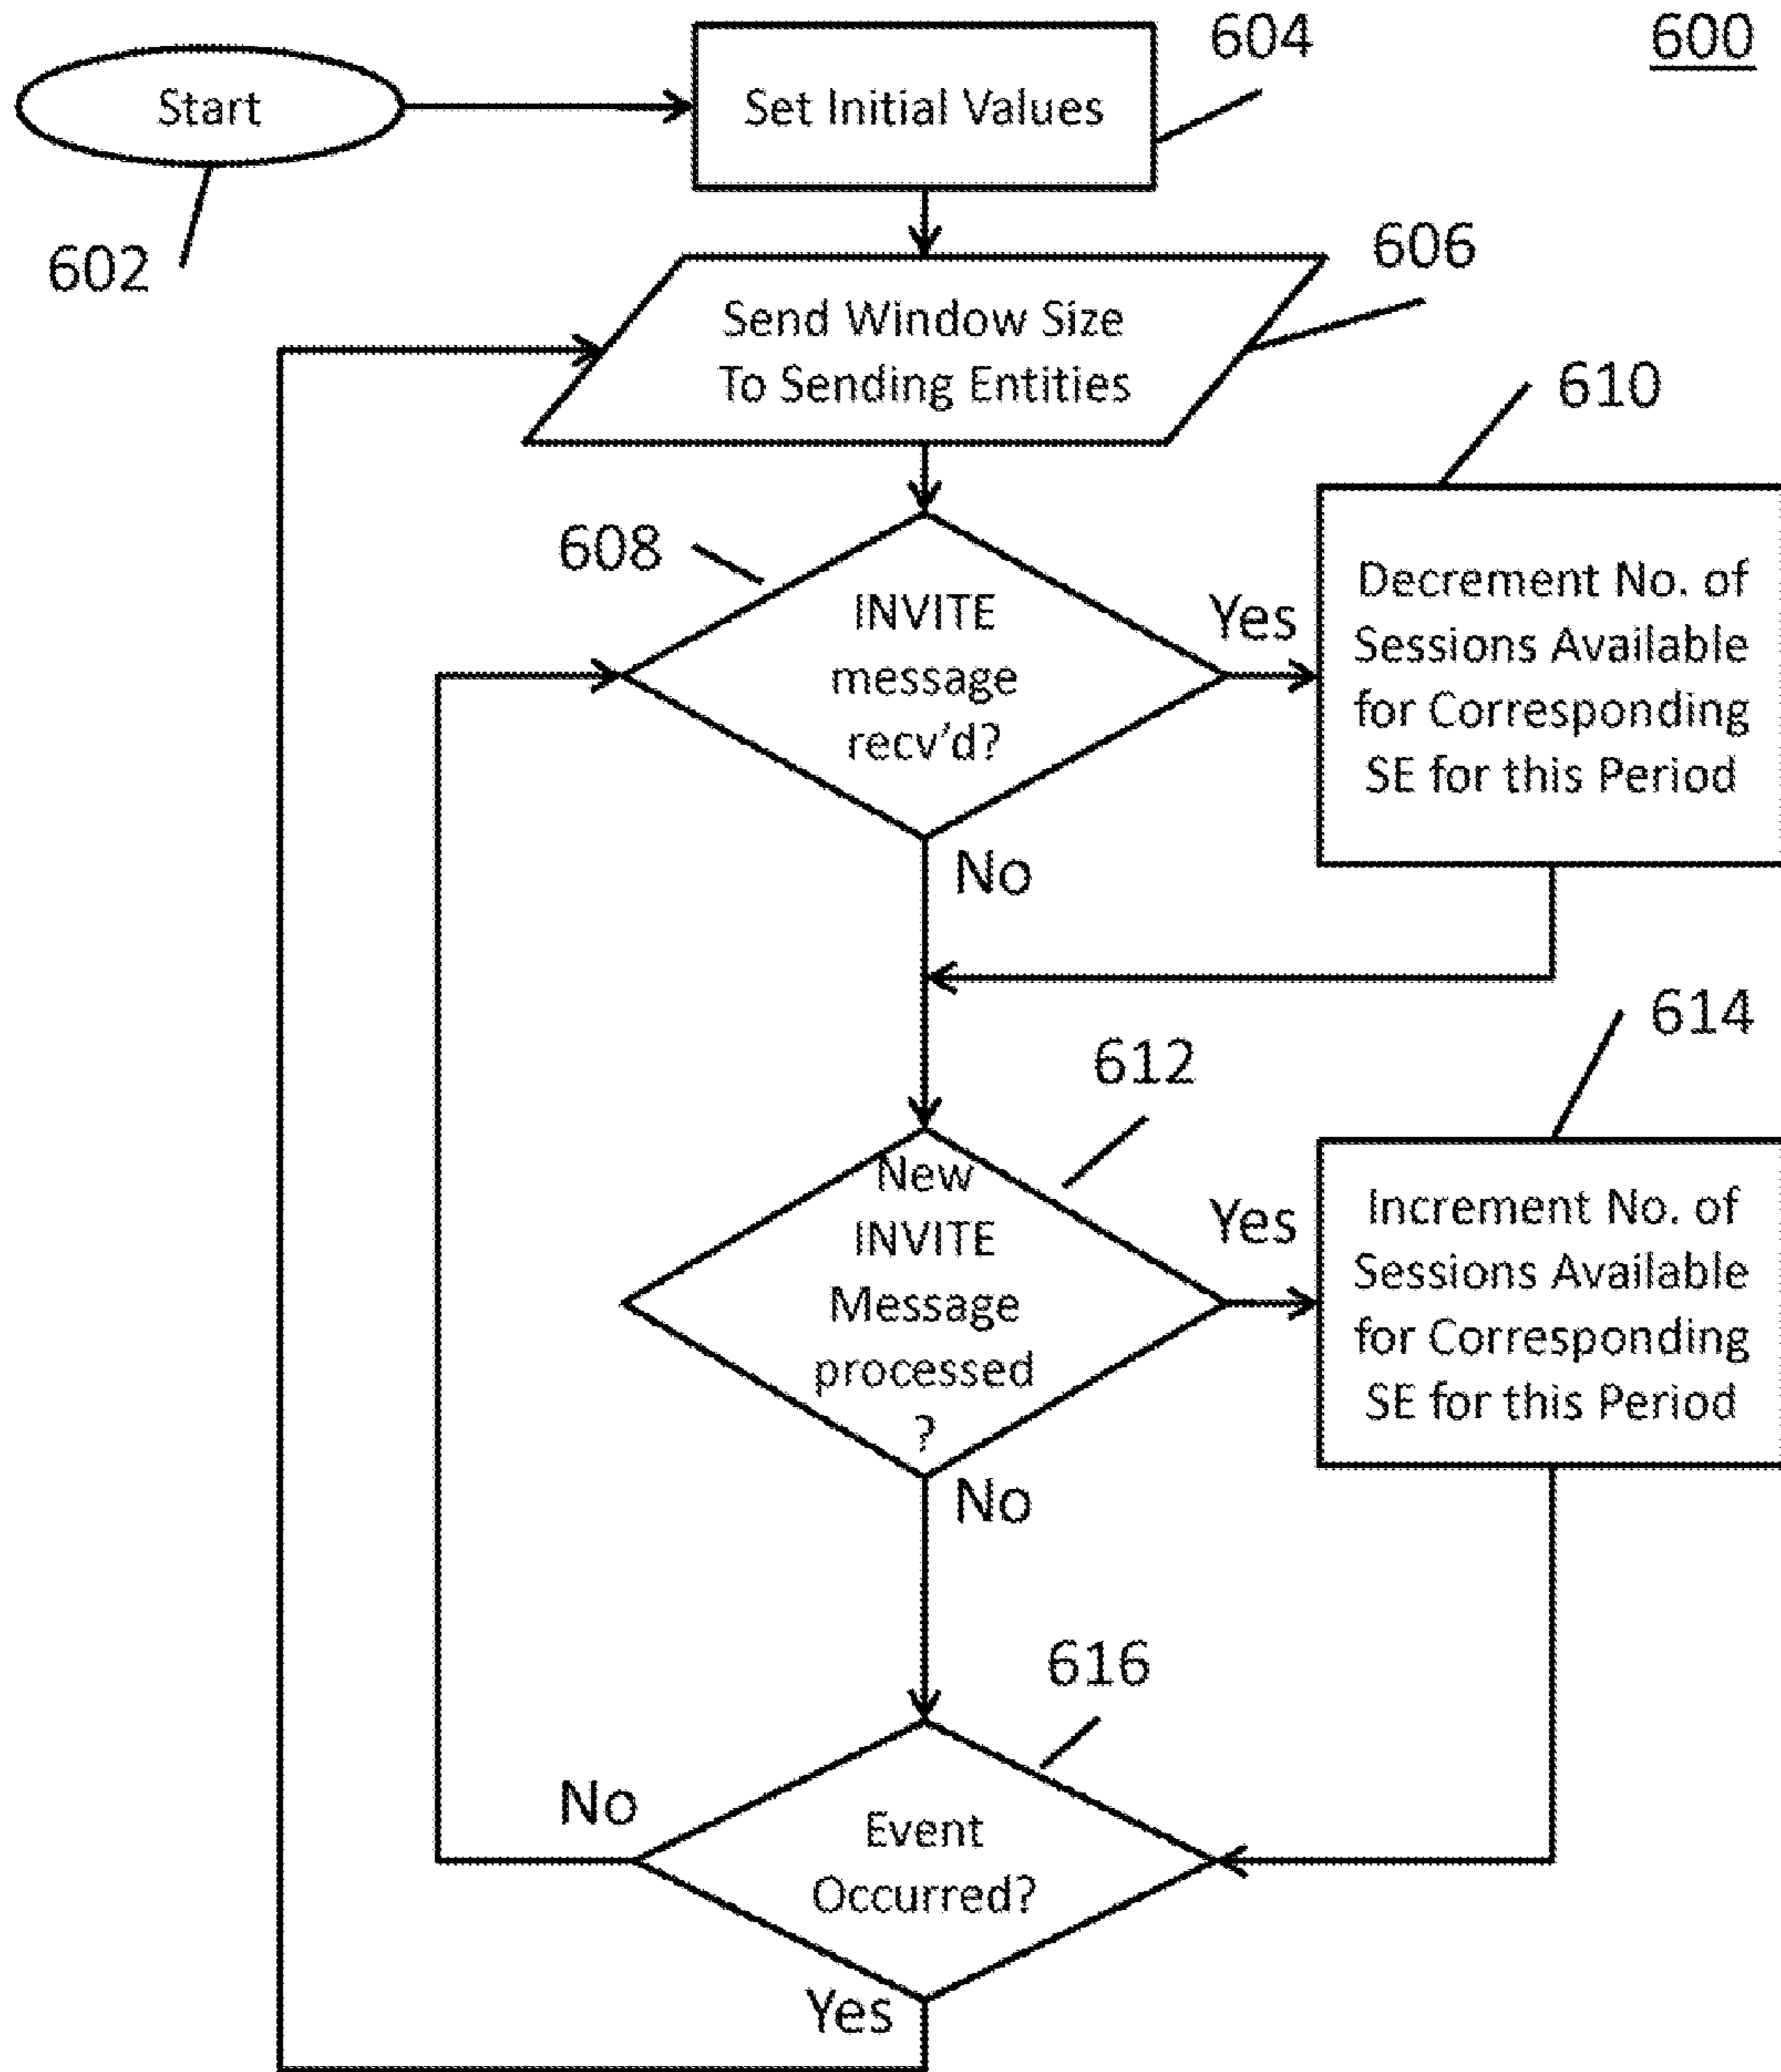 600
Start
602
Set Initial Values
604
Send Window Size
To Sending Entities
606
608
INVITE
message
recv'd?
Yes
No
610
Decrement No. of
Sessions Available
for Corresponding
SE for this Period
612
New
INVITE
Message
processed
?
Yes
No
614
Increment No. of
Sessions Available
for Corresponding
SE for this Period
616
Event
Occurred?
No
Yes